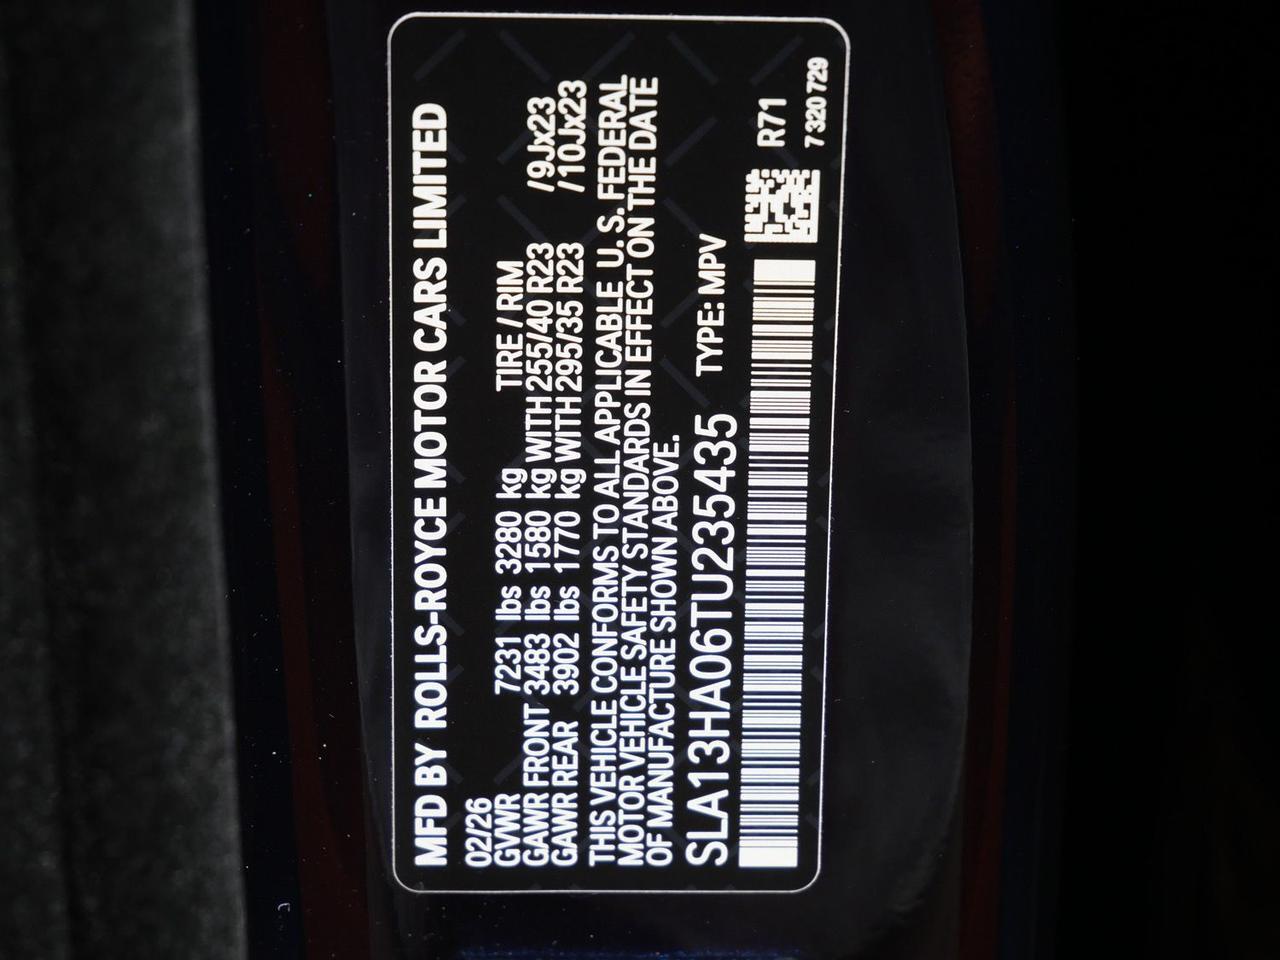 MFD BY ROLLS-ROYCE MOTOR CARS LIMITED
02/26
GVWR 7231 lbs 3280 kg TIRE / RIM
GAWR FRONT 3483 lbs 1580 kg WITH 255/40 R23 /9Jx23
GAWR REAR 3902 lbs 1770 kg WITH 295/35 R23 /10Jx23
THIS VEHICLE CONFORMS TO ALL APPLICABLE U. S. FEDERAL
MOTOR VEHICLE SAFETY STANDARDS IN EFFECT ON THE DATE
OF MANUFACTURE SHOWN ABOVE.
SLA13HA06TU235435 TYPE: MPV
R71
7 320 729